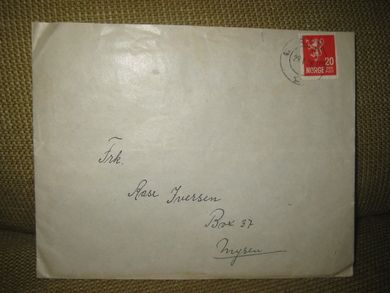 20
NORGE
Frk.
Aase Iversen
Box 37
Mysen